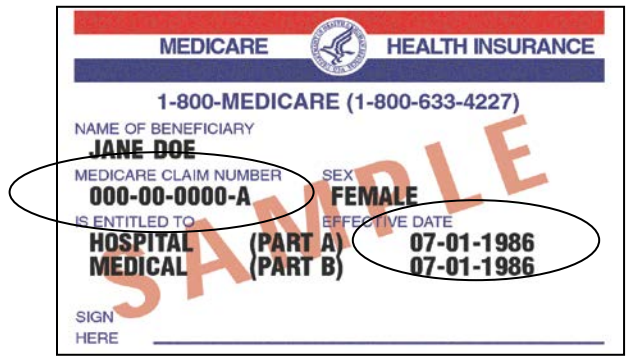 MEDICARE HEALTH INSURANCE
1-800-MEDICARE (1-800-633-4227)
NAME OF BENEFICIARY
JANE DOE
MEDICARE CLAIM NUMBER SEX
000-00-0000-A FEMALE
IS ENTITLED TO EFFECTIVE DATE
HOSPITAL (PART A) 07-01-1986
MEDICAL (PART B) 07-01-1986
SIGN
HERE
SAMPLE